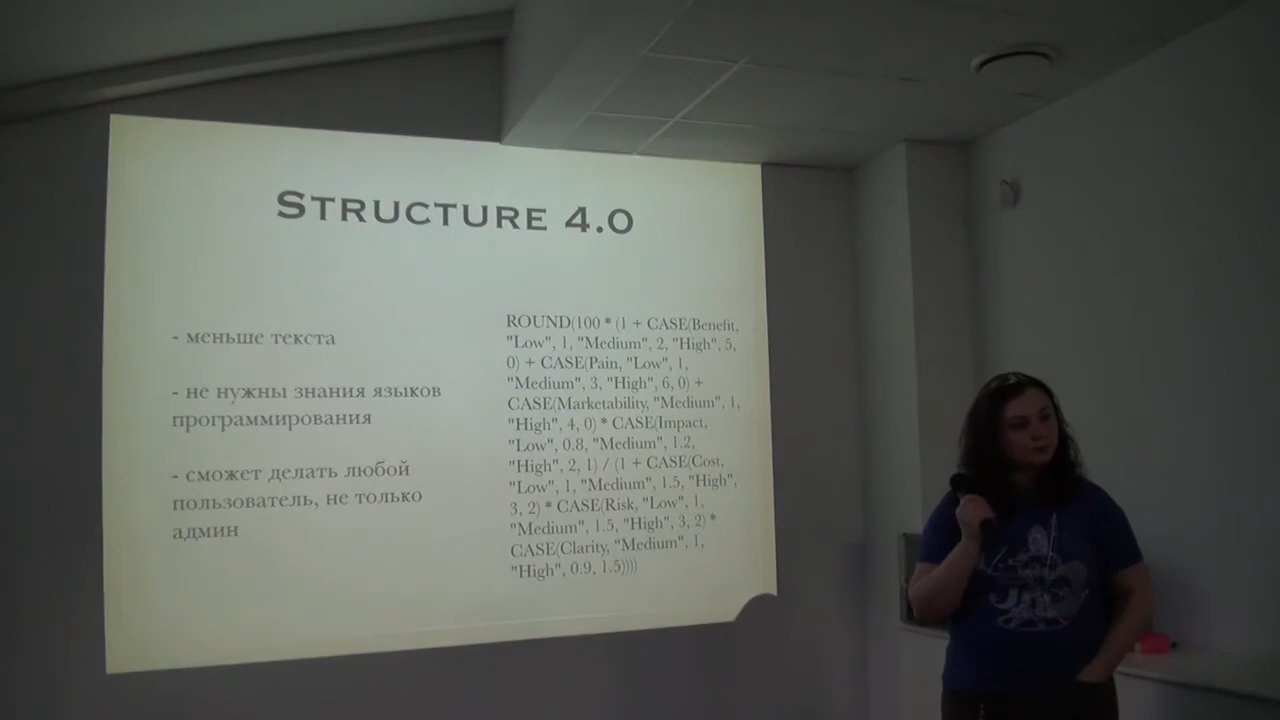 STRUCTURE 4.0
- меньше текста
- не нужны знания языков
программирования
- сможет делать любой
пользователь, не только
админ
ROUND(100 * (1 + CASE(Benefit,
"Low", 1, "Medium", 2, "High", 5,
0) + CASE(Pain, "Low", 1,
"Medium", 3, "High", 6, 0) +
CASE(Marketability, "Medium", 1,
"High", 4, 0) * CASE(Impact,
"Low", 0.8, "Medium", 1.2,
"High", 2, 1) / (1 + CASE(Cost,
"Low", 1, "Medium", 1.5, "High",
3, 2) * CASE(Risk, "Low", 1,
"Medium", 1.5, "High", 3, 2) *
CASE(Clarity, "Medium", 1,
"High", 0.9, 1.5))))